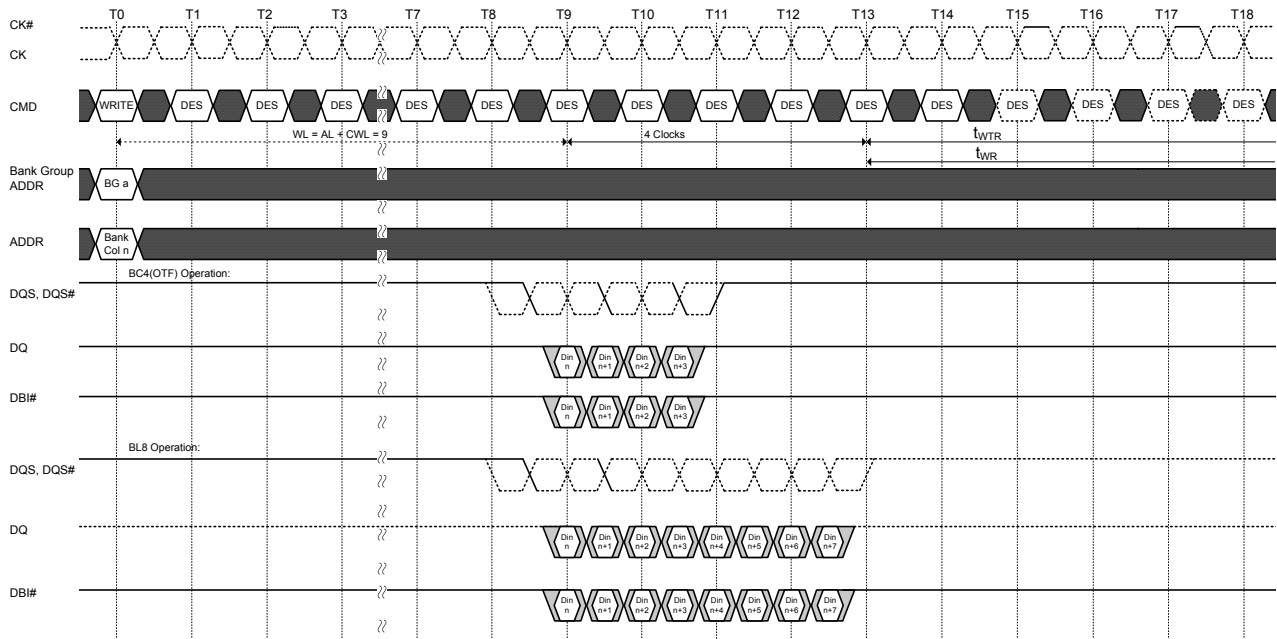 T0 T1 T2 T3 T7 T8 T9 T10 T11 T12 T13 T14 T15 T16 T17 T18
CK#
CK
CMD WRITE DES DES DES DES DES DES DES DES DES DES DES DES DES DES DES
WL = AL + CWL = 9 4 Clocks tWTR
tWR
Bank Group
ADDR BG a
ADDR Bank
Col n
BC4(OTF) Operation:
DQS, DQS#
DQ Din n Din n+1 Din n+2 Din n+3
DBI# Din n Din n+1 Din n+2 Din n+3
BL8 Operation:
DQS, DQS#
DQ Din n Din n+1 Din n+2 Din n+3 Din n+4 Din n+5 Din n+6 Din n+7
DBI# Din n Din n+1 Din n+2 Din n+3 Din n+4 Din n+5 Din n+6 Din n+7